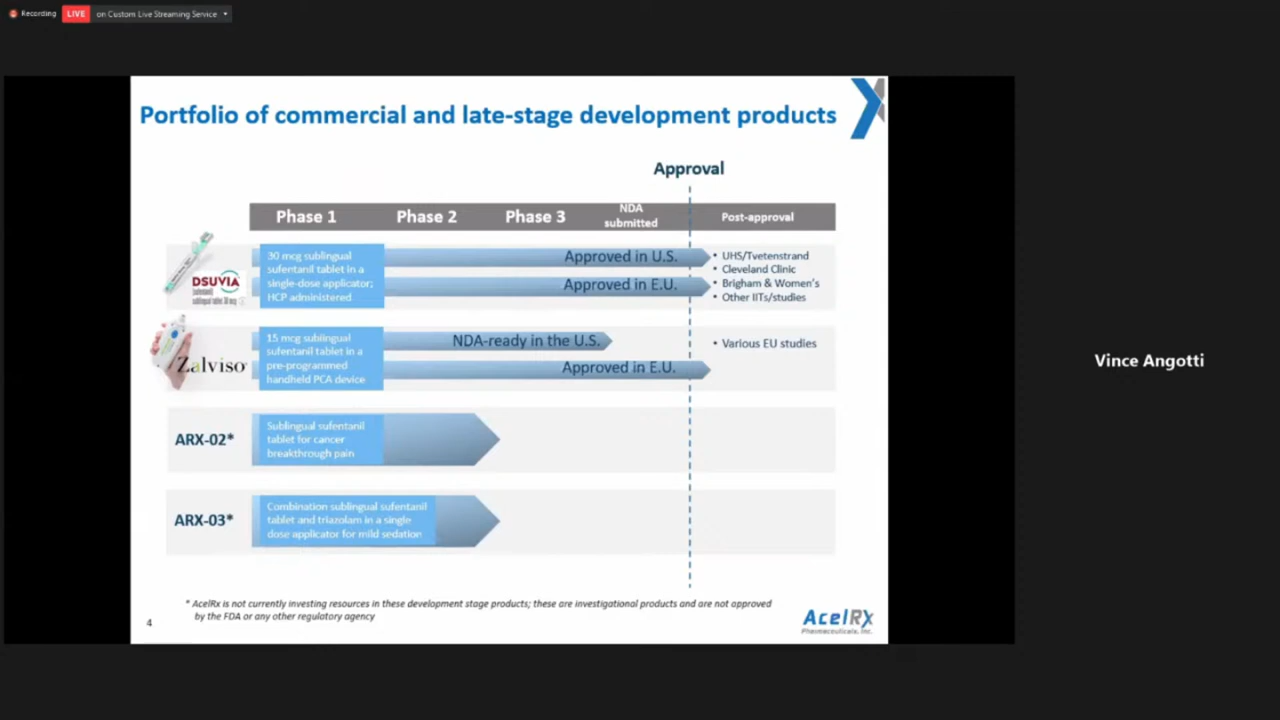 Recording
LIVE
on Custom Live Streaming Service
Portfolio of commercial and late-stage development products
Approval
Phase 1
Phase 2
Phase 3
NDA
submitted
Post-approval
DSUVIA
30 mcg sublingual
sufentanil tablet in a
single-dose applicator;
HCP administered
Approved in U.S.
Approved in E.U.
• UHS/Tvetenstrand
• Cleveland Clinic
• Brigham & Women's
• Other IITs/studies
Zalviso
15 mcg sublingual
sufentanil tablet in a
pre-programmed
handheld PCA device
NDA-ready in the U.S.
Approved in E.U.
• Various EU studies
ARX-02*
Sublingual sufentanil
tablet for cancer
breakthrough pain
ARX-03*
Combination sublingual sufentanil
tablet and triazolam in a single
dose applicator for mild sedation
* AcelRx is not currently investing resources in these development stage products; these are investigational products and are not approved
by the FDA or any other regulatory agency
4
AcelRx
Pharmaceuticals, Inc.
Vince Angotti